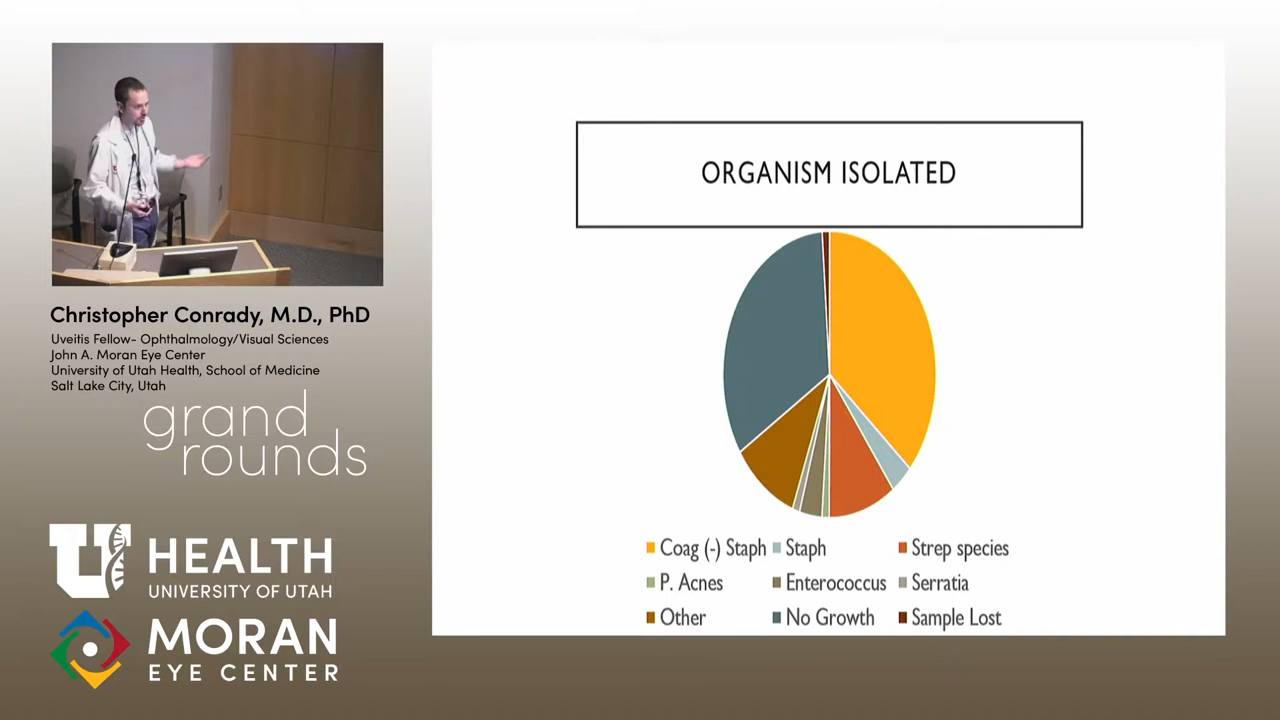 Christopher Conrady, M.D., PhD
Uveitis Fellow- Ophthalmology/Visual Sciences
John A. Moran Eye Center
University of Utah Health, School of Medicine
Salt Lake City, Utah
grand
rounds
U HEALTH
UNIVERSITY OF UTAH
MORAN
EYE CENTER
ORGANISM ISOLATED
Coag (-) Staph Staph Strep species
P. Acnes Enterococcus Serratia
Other No Growth Sample Lost